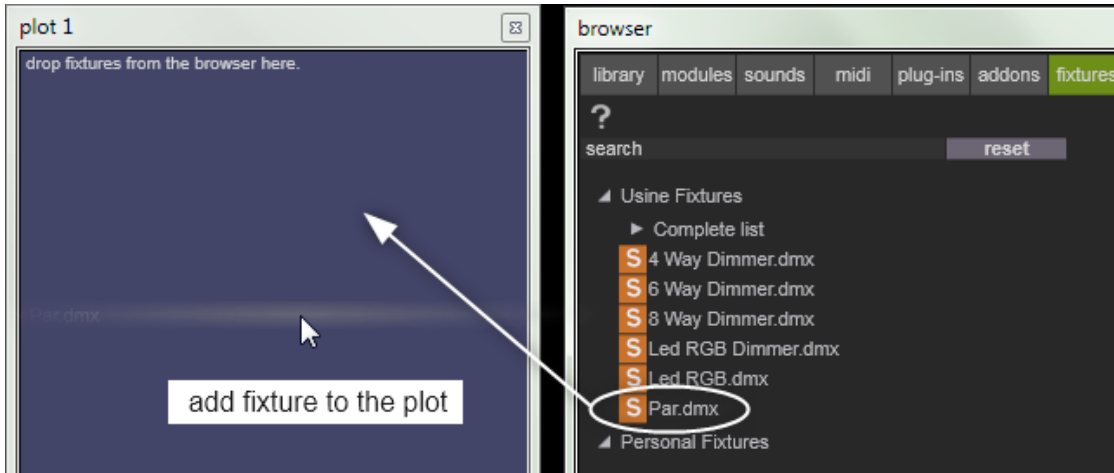 plot 1
drop fixtures from the browser here.
Par.dmx
add fixture to the plot
browser
library modules sounds midi plug-ins addons fixtures
?
search reset
Usine Fixtures
Complete list
S 4 Way Dimmer.dmx
S 6 Way Dimmer.dmx
S 8 Way Dimmer.dmx
S Led RGB Dimmer.dmx
S Led RGB.dmx
S Par.dmx
Personal Fixtures